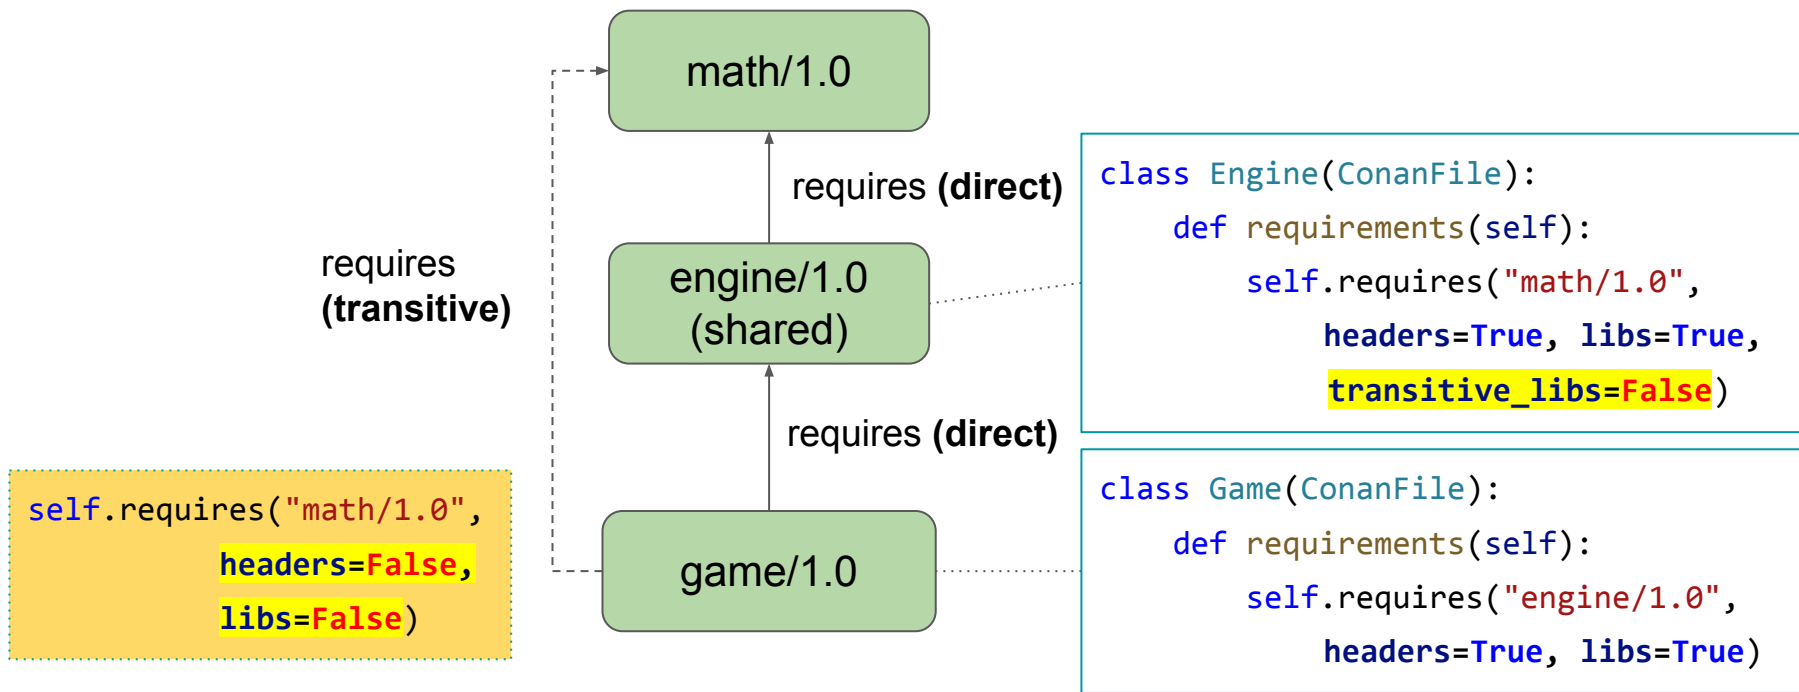 math/1.0
requires (direct)
class Engine(ConanFile):
def requirements(self):
self.requires("math/1.0",
headers=True, libs=True,
transitive_libs=False)
requires
(transitive)
engine/1.0
(shared)
requires (direct)
self.requires("math/1.0",
headers=False,
libs=False)
game/1.0
class Game(ConanFile):
def requirements(self):
self.requires("engine/1.0",
headers=True, libs=True)